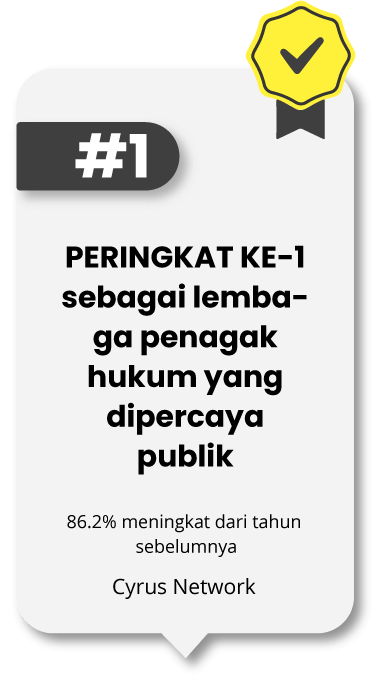 #1
PERINGKAT KE-1
sebagai lemba-
ga penagak
hukum yang
dipercaya
publik
86.2% meningkat dari tahun
sebelumnya
Cyrus Network